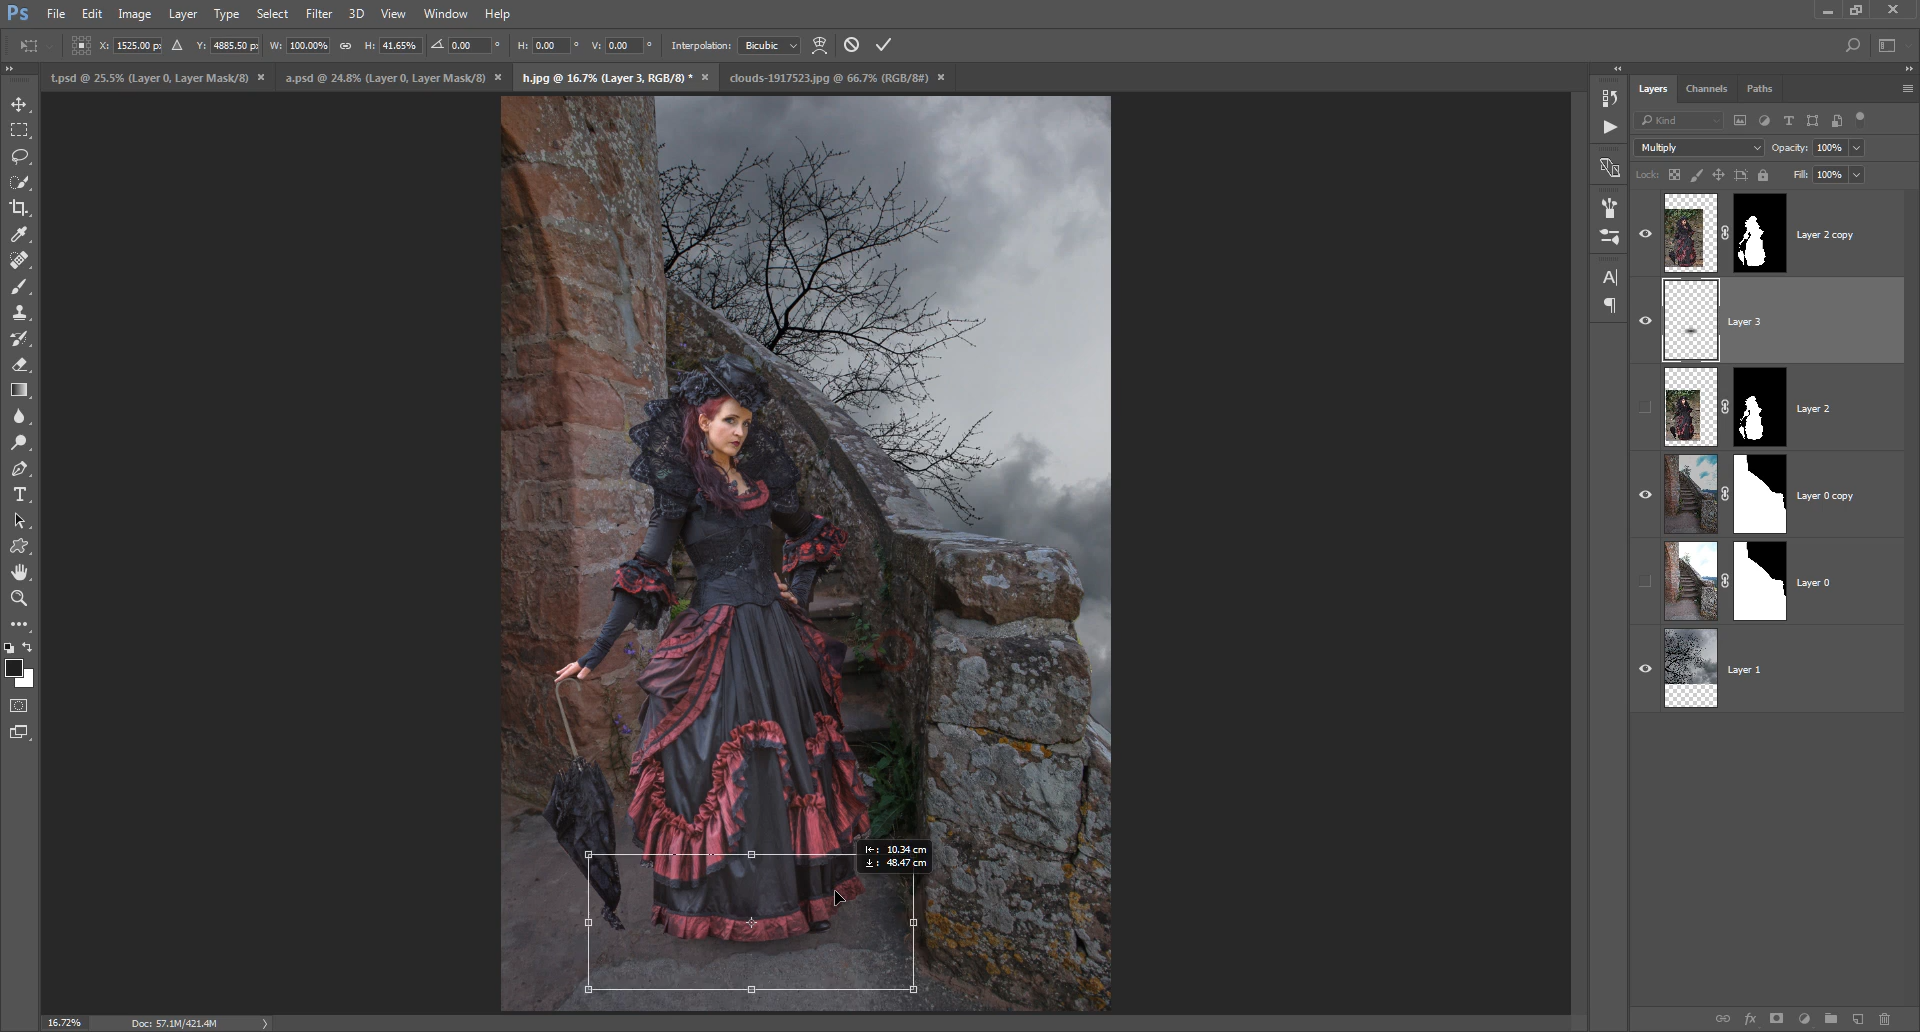 Ps File Edit Image Layer Type Select Filter 3D View Window Help
X: 1525.00 p: Y: 4885.50 p: W: 100.00% H: 41.65% 0.00 ° H: 0.00 ° V: 0.00 ° Interpolation: Bicubic
t.psd @ 25.5% (Layer 0, Layer Mask/8) × a.psd @ 24.8% (Layer 0, Layer Mask/8) × h.jpg @ 16.7% (Layer 3, RGB/8) * × clouds-1917523.jpg @ 66.7% (RGB/8#) ×
Layers Channels Paths
Kind
Multiply Opacity: 100%
Lock: Fill: 100%
Layer 2 copy
Layer 3
Layer 2
Layer 0 copy
Layer 0
Layer 1
10.34 cm
48.47 cm
16.72% Doc: 57.1M/421.4M